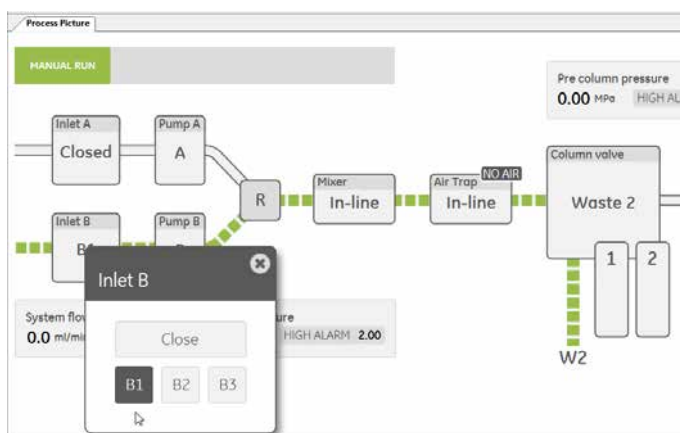 Process Picture
MANUAL RUN
Pre column pressure
0.00 MPa HIGH AL
Inlet A
Closed
Pump A
A
R
Mixer
In-line
Air Trap
NO AIR
In-line
Column valve
Waste 2
1 2
Inlet B
B1
Pump B
W2
System flow
0.0 ml/min
ure
HIGH ALARM 2.00
Inlet B
Close
B1 B2 B3